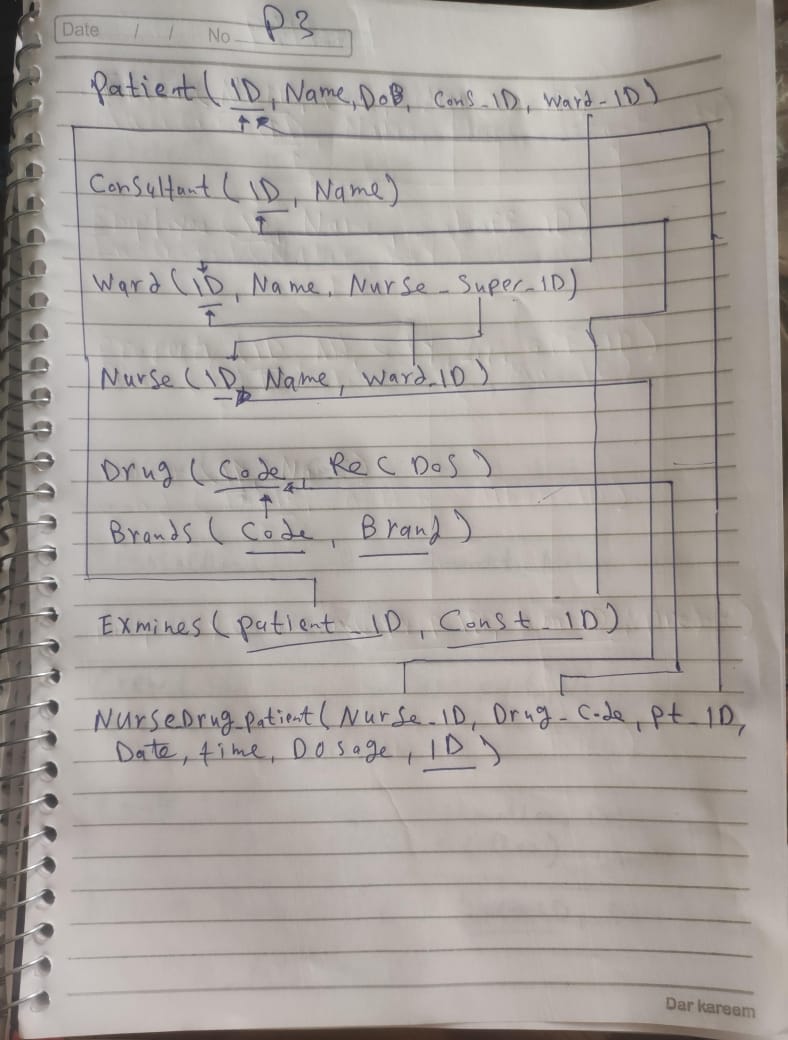 Date / / No P3
Patient ( ID, Name, DoB, Cons_ID, Ward-ID )
Consultant ( ID, Name )
Ward ( ID, Name, Nurse_Super_ID )
Nurse ( ID, Name, Ward_ID )
Drug ( Code, Rec Dos )
Brands ( Code, Brand )
Exmines ( Patient_ID, Const_ID )
NurseDrug_Patient ( Nurse_ID, Drug_Code, Pt_ID,
Date, time, Dosage, ID )
Dar kareem